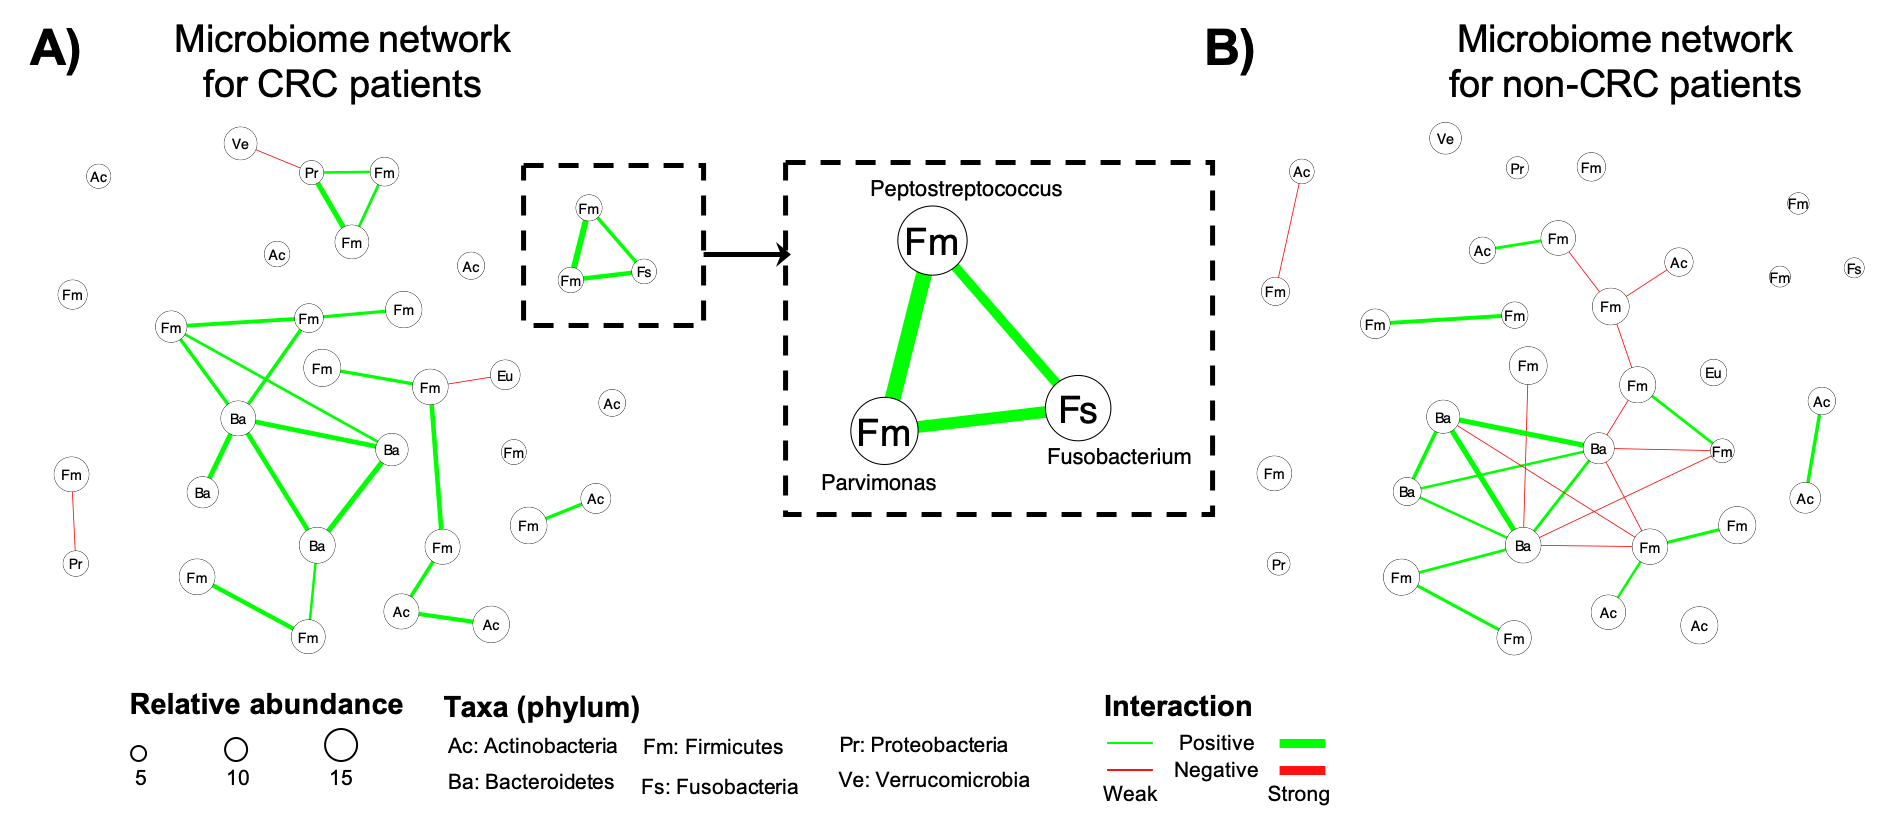 A)
Microbiome network
for CRC patients
B)
Microbiome network
for non-CRC patients
Ve
Ac
Pr
Fm
Fm
Ac
Ac
Fm
Fm
Fm
Fm
Fm
Fm
Eu
Ac
Ba
Ba
Fm
Fm
Ba
Ac
Fm
Pr
Ba
Fm
Fm
Fm
Ac
Ac
Fm
Fm
Fs
Peptostreptococcus
Fm
Fm
Fs
Fusobacterium
Parvimonas
Ve
Ac
Pr
Fm
Fm
Ac
Fm
Ac
Fm
Fs
Fm
Fm
Fm
Fm
Fm
Eu
Fm
Ac
Ba
Ba
Fm
Fm
Ba
Ac
Fm
Pr
Ba
Fm
Fm
Ac
Ac
Fm
Relative abundance
5 10 15
Taxa (phylum)
Ac: Actinobacteria Fm: Firmicutes Pr: Proteobacteria
Ba: Bacteroidetes Fs: Fusobacteria Ve: Verrucomicrobia
Interaction
Positive
Negative
Weak Strong